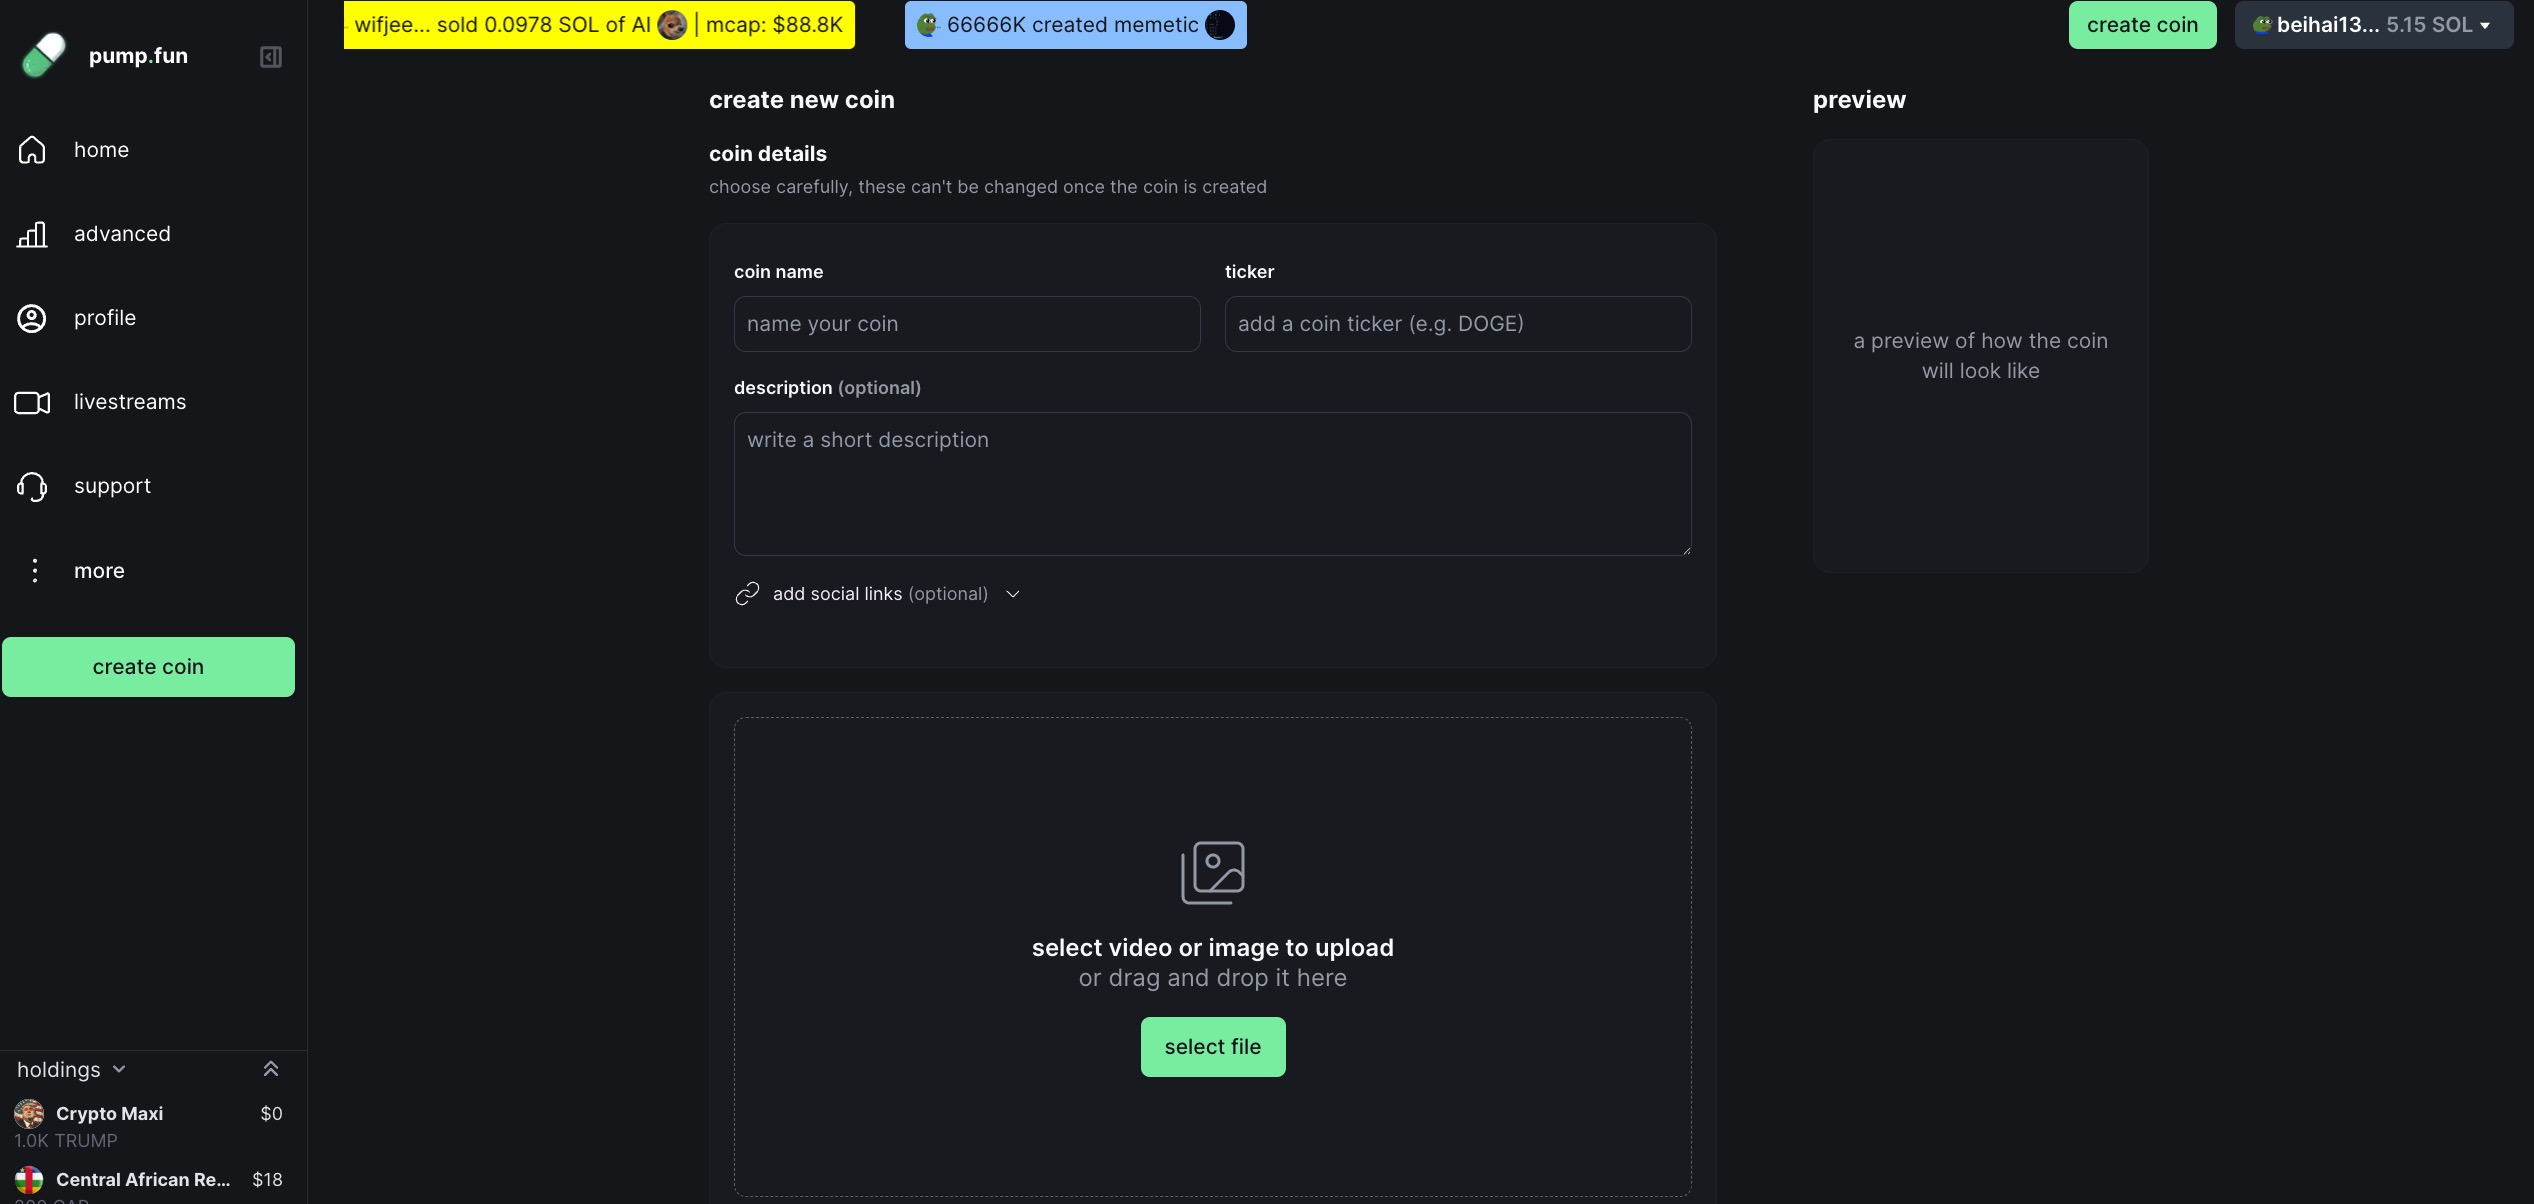 pump.fun
home
advanced
profile
livestreams
support
more
create coin
holdings
Crypto Maxi $0
1.0K TRUMP
Central African Re... $18
wifjee... sold 0.0978 SOL of AI | mcap: $88.8K
66666K created memetic
create coin
beihai13... 5.15 SOL
create new coin
coin details
choose carefully, these can't be changed once the coin is created
coin name
name your coin
ticker
add a coin ticker (e.g. DOGE)
description (optional)
write a short description
add social links (optional)
select video or image to upload
or drag and drop it here
select file
preview
a preview of how the coin
will look like